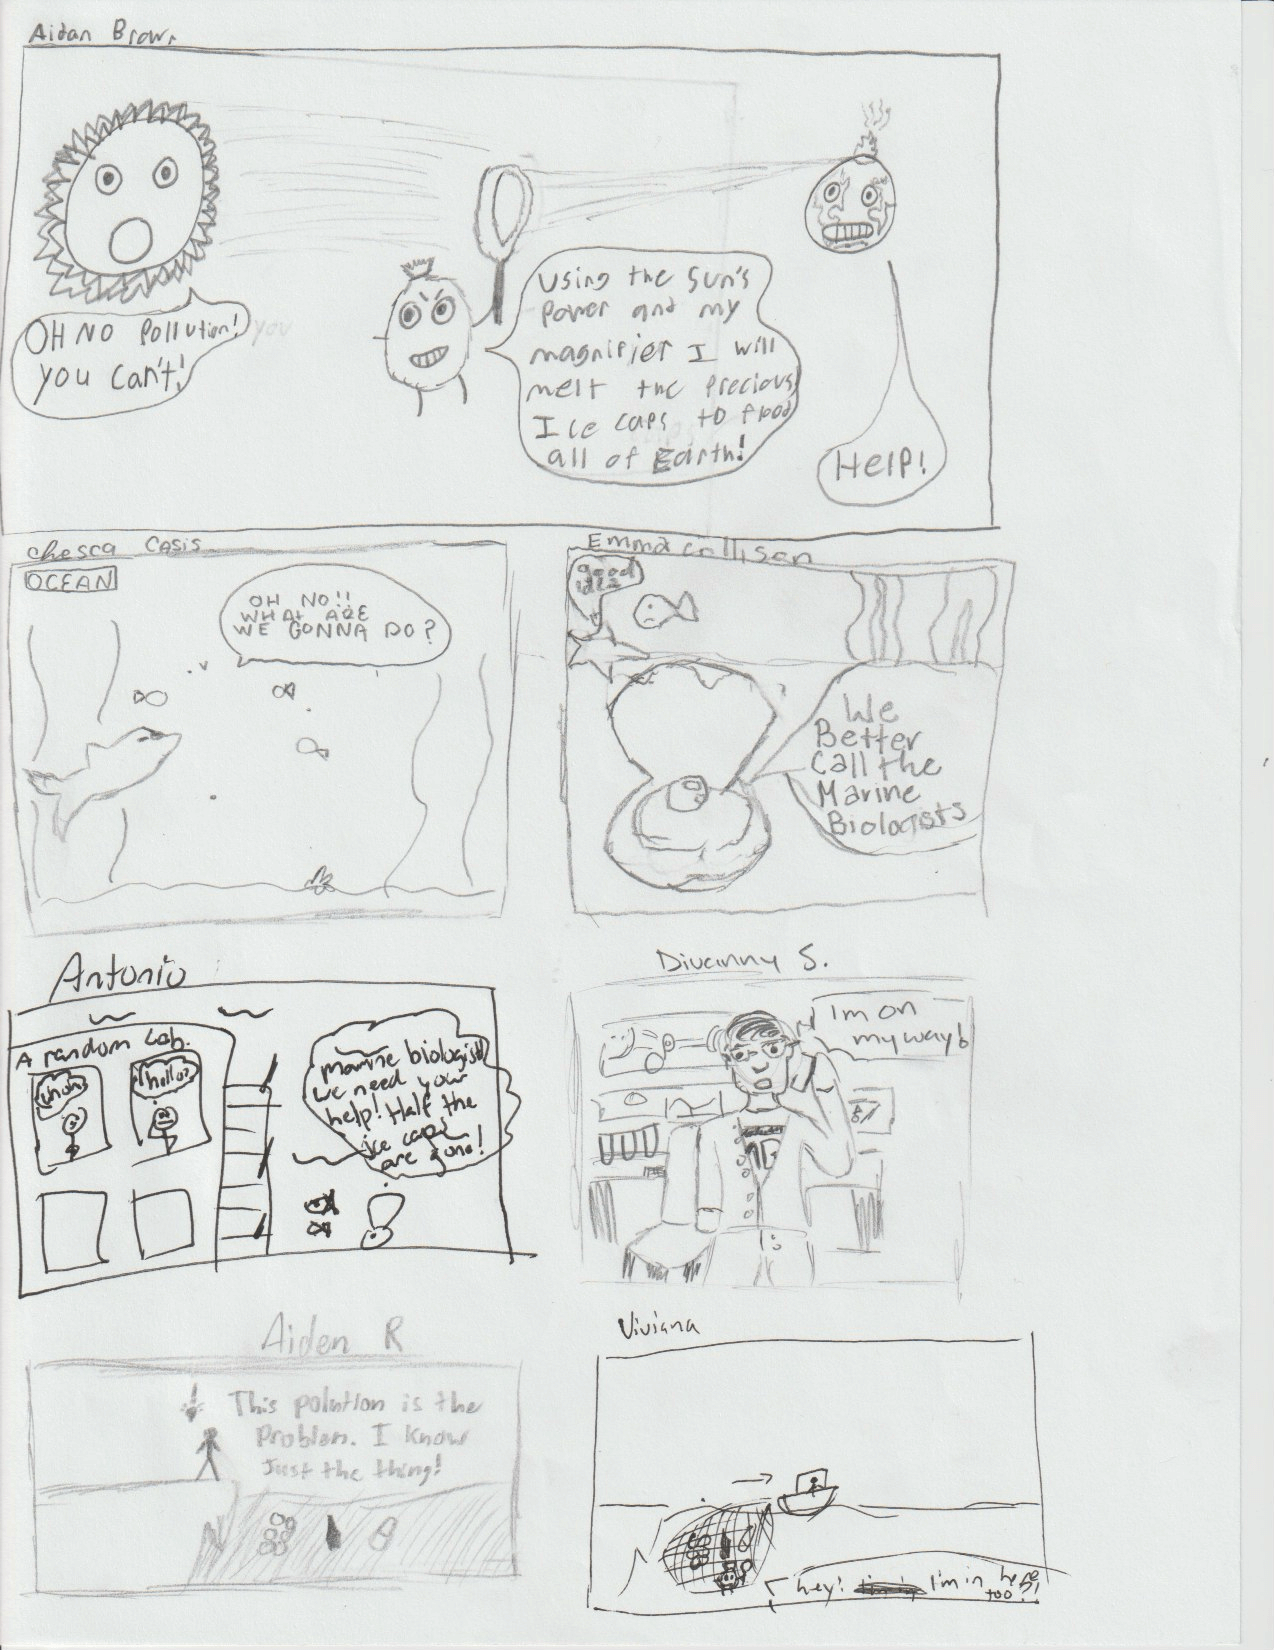 Aidan Brown
OH NO Pollution!
you can't!
you
Using the Sun's
Power and my
magnifier I will
melt the precious
Ice caps to flood
all of Earth!
HELP!
Chesca Casis
OCEAN
OH NO!!
WHAT ARE
WE GONNA DO?
Emma Collison
good
idea
We
Better
Call the
Marine
Biologists
Antonio
A random Lab.
hello?
marine biologist
we need your
help! Half the
ice caps
are gone!
Divanny S.
I'm on
my way!
Aiden R
This polution is the
Problem. I know
Just the thing!
Viviana
hey! I'm in here
too!!